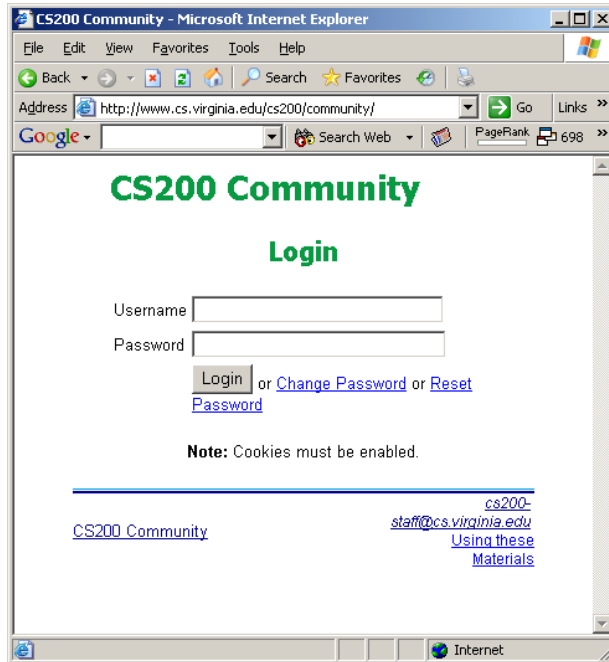 CS200 Community - Microsoft Internet Explorer
File Edit View Favorites Tools Help
Back Search Favorites
Address http://www.cs.virginia.edu/cs200/community/ Go Links »
Google Search Web PageRank 698 »
CS200 Community
Login
Username
Password
Login or Change Password or Reset
Password
Note: Cookies must be enabled.
cs200-
staff@cs.virginia.edu
CS200 Community
Using these
Materials
Internet